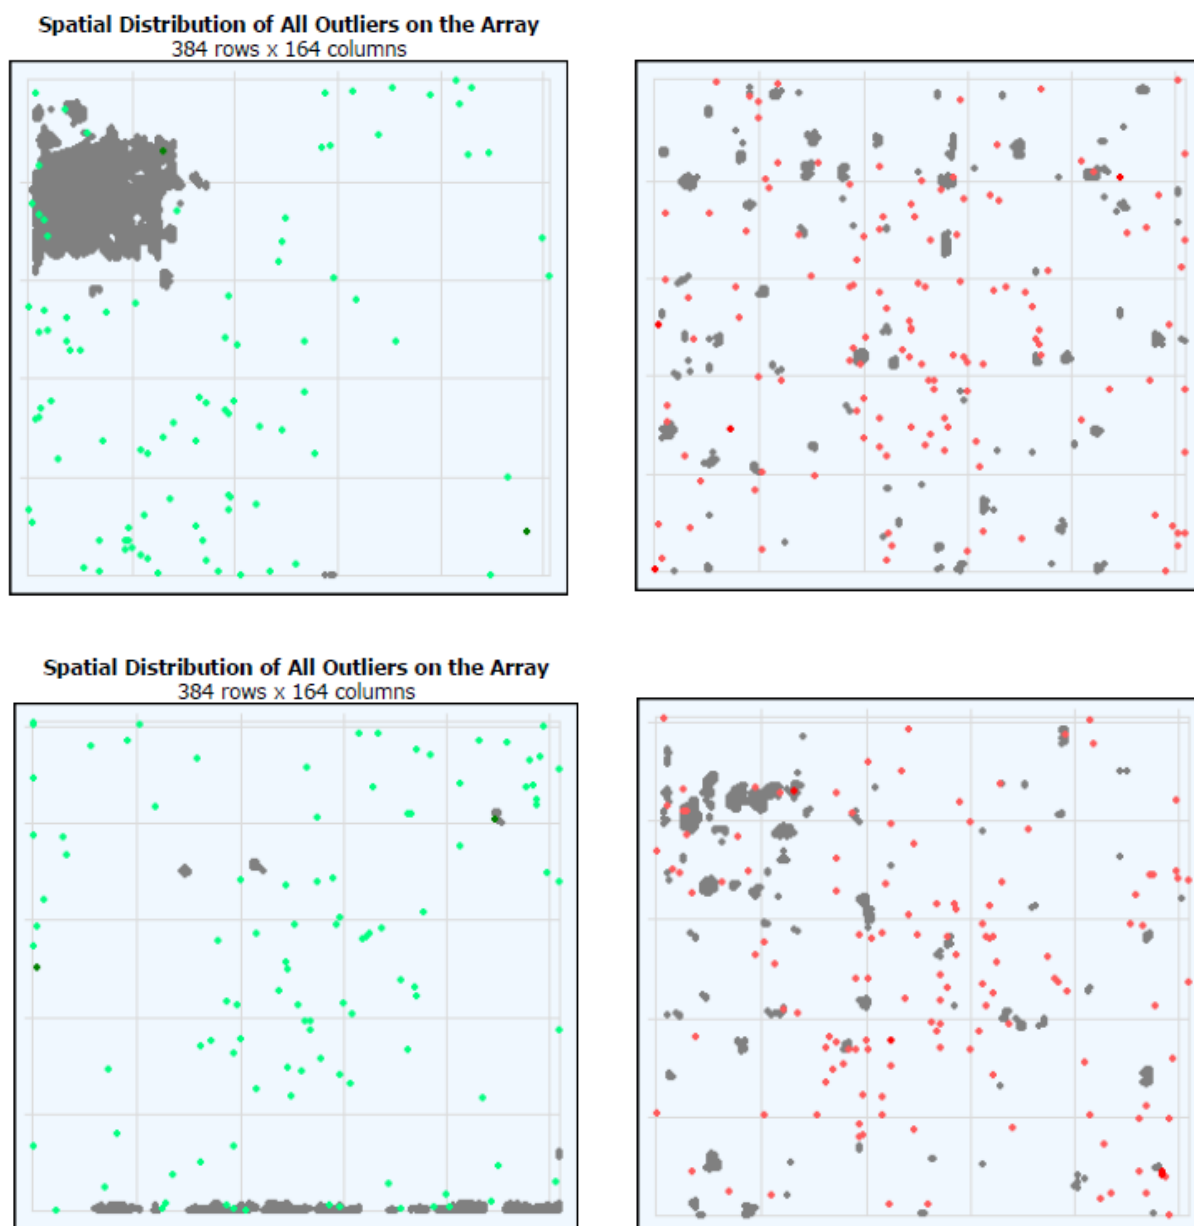 Spatial Distribution of All Outliers on the Array
384 rows x 164 columns
Spatial Distribution of All Outliers on the Array
384 rows x 164 columns